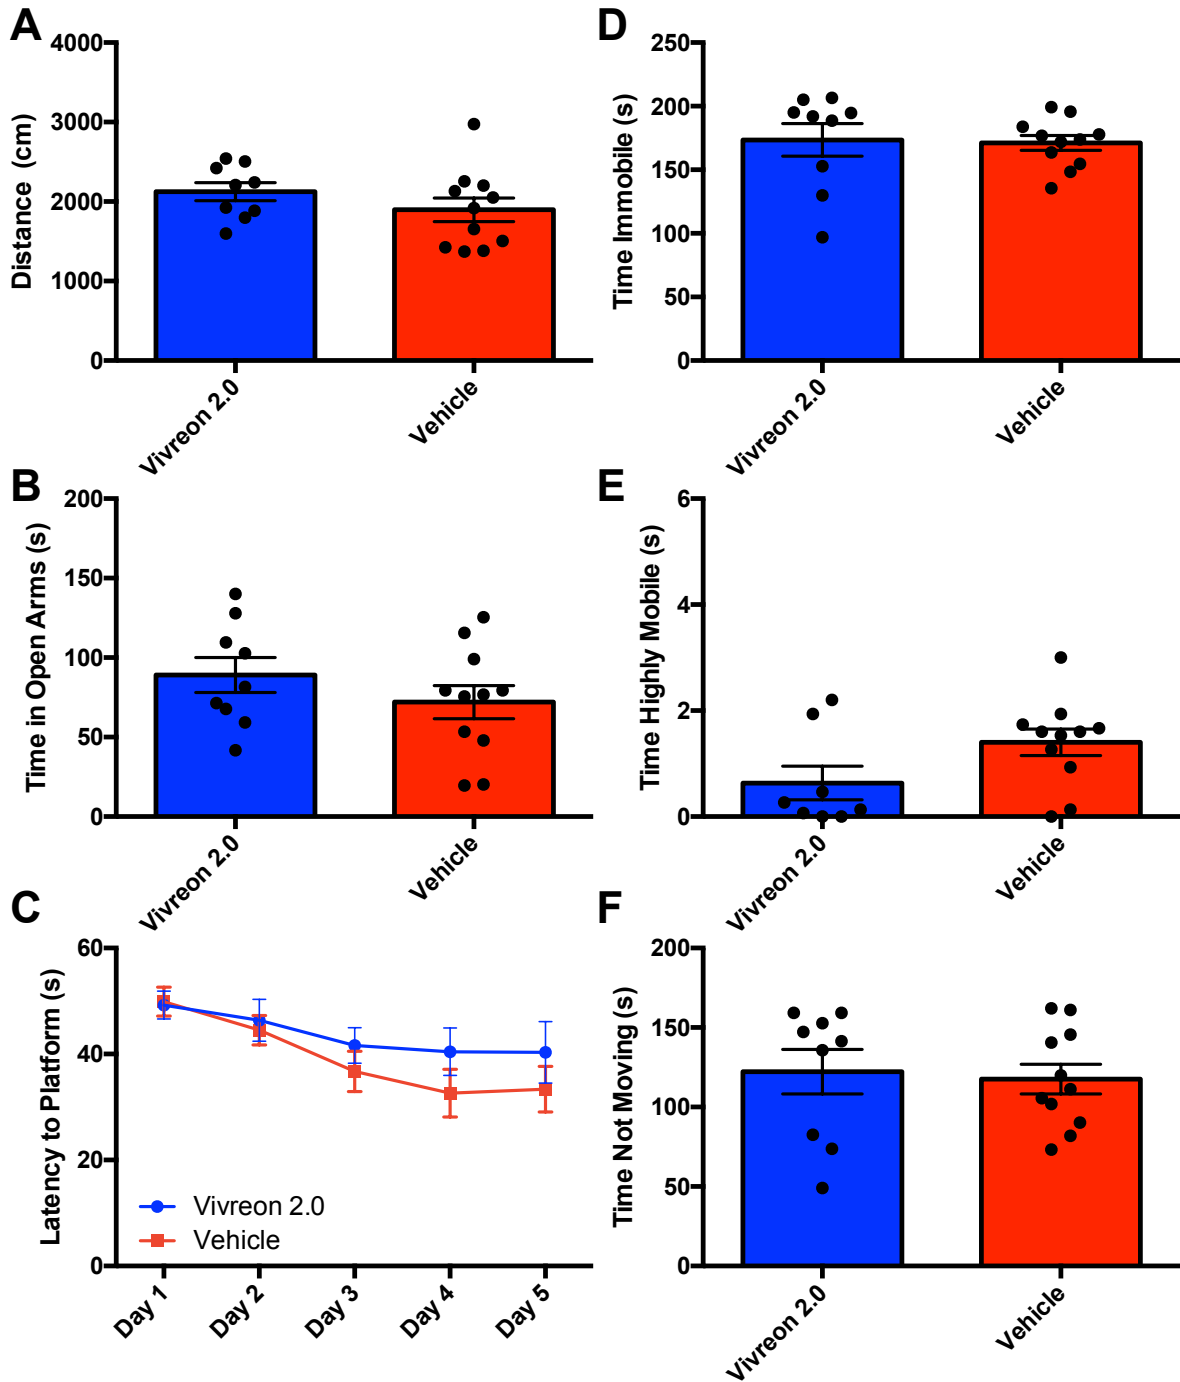 A
4000
3000
2000
1000
0
Distance (cm)
Vivreon 2.0
Vehicle
D
250
200
150
100
50
0
Time Immobile (s)
Vivreon 2.0
Vehicle
B
200
150
100
50
0
Time in Open Arms (s)
Vivreon 2.0
Vehicle
E
6
4
2
0
Time Highly Mobile (s)
Vivreon 2.0
Vehicle
C
60
40
20
0
Latency to Platform (s)
Vivreon 2.0
Vehicle
Day 1
Day 2
Day 3
Day 4
Day 5
F
200
150
100
50
0
Time Not Moving (s)
Vivreon 2.0
Vehicle